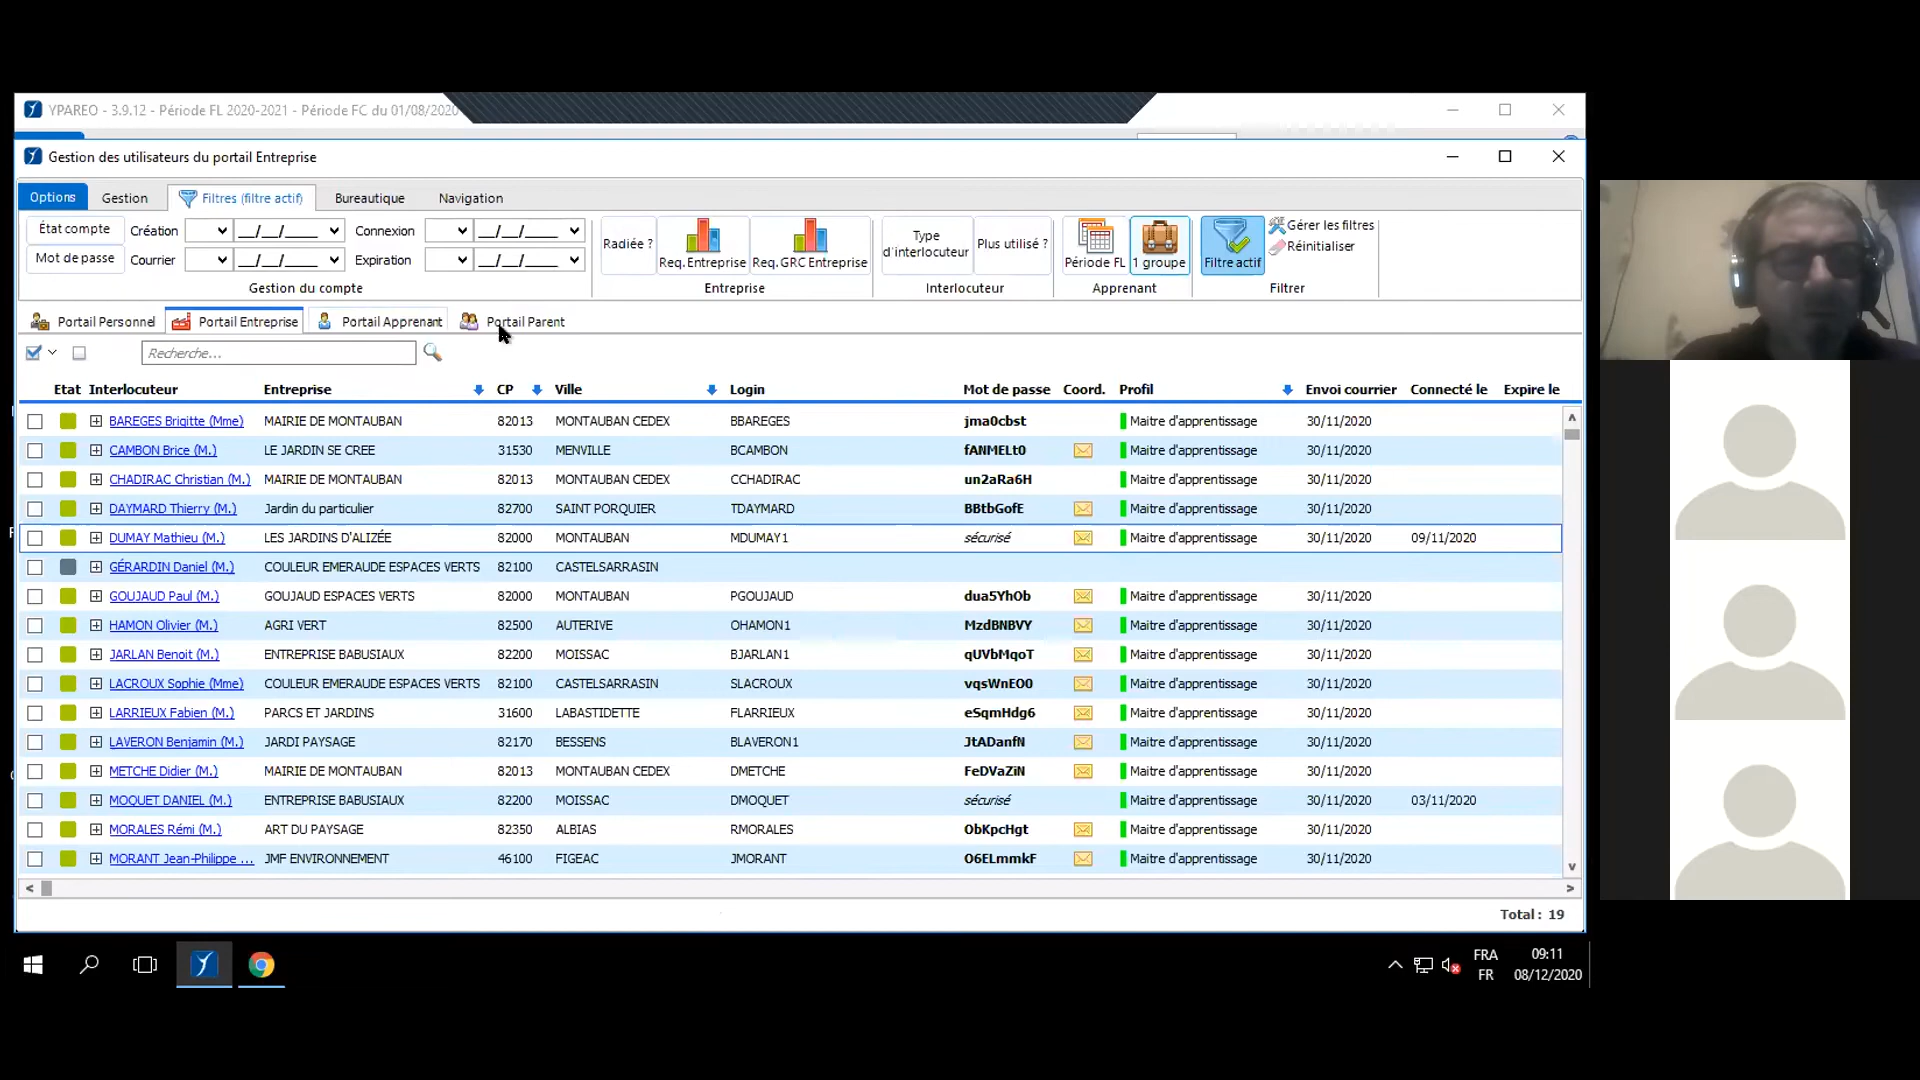 YPAREO - 3.9.12 - Période FL 2020-2021 - Période FC du 01/08/2020
Gestion des utilisateurs du portail Entreprise
Options Gestion Filtres (filtre actif) Bureautique Navigation
État compte Création __/__/____ Connexion __/__/____
Mot de passe Courrier __/__/____ Expiration __/__/____
Radiée ? Req. Entreprise Req. GRC Entreprise Type d'interlocuteur Plus utilisé ? Période FL 1 groupe Filtre actif Gérer les filtres
Réinitialiser
Gestion du compte Entreprise Interlocuteur Apprenant Filtrer
Portail Personnel Portail Entreprise Portail Apprenant Portail Parent
Recherche...
Etat Interlocuteur Entreprise CP Ville Login Mot de passe Coord. Profil Envoi courrier Connecté le Expire le
BAREGES Brigitte (Mme) MAIRIE DE MONTAUBAN 82013 MONTAUBAN CEDEX BBAREGES jma0cbst Maitre d'apprentissage 30/11/2020
CAMBON Brice (M.) LE JARDIN SE CREE 31530 MENVILLE BCAMBON fANMELt0 Maitre d'apprentissage 30/11/2020
CHADIRAC Christian (M.) MAIRIE DE MONTAUBAN 82013 MONTAUBAN CEDEX CCHADIRAC un2aRa6H Maitre d'apprentissage 30/11/2020
DAYMARD Thierry (M.) Jardin du particulier 82700 SAINT PORQUIER TDAYMARD BBtbGofE Maitre d'apprentissage 30/11/2020
DUMAY Mathieu (M.) LES JARDINS D'ALIZÉE 82000 MONTAUBAN MDUMAY1 sécurisé Maitre d'apprentissage 30/11/2020 09/11/2020
GÉRARDIN Daniel (M.) COULEUR EMERAUDE ESPACES VERTS 82100 CASTELSARRASIN
GOUJAUD Paul (M.) GOUJAUD ESPACES VERTS 82000 MONTAUBAN PGOUJAUD dua5YhOb Maitre d'apprentissage 30/11/2020
HAMON Olivier (M.) AGRI VERT 82500 AUTERIVE OHAMON1 MzdBNBVY Maitre d'apprentissage 30/11/2020
JARLAN Benoit (M.) ENTREPRISE BABUSIAUX 82200 MOISSAC BJARLAN1 qUVbMqoT Maitre d'apprentissage 30/11/2020
LACROUX Sophie (Mme) COULEUR EMERAUDE ESPACES VERTS 82100 CASTELSARRASIN SLACROUX vqsWnEO0 Maitre d'apprentissage 30/11/2020
LARRIEUX Fabien (M.) PARCS ET JARDINS 31600 LABASTIDETTE FLARRIEUX eSqmHdg6 Maitre d'apprentissage 30/11/2020
LAVERON Benjamin (M.) JARDI PAYSAGE 82170 BESSENS BLAVERON1 JtADanfN Maitre d'apprentissage 30/11/2020
METCHE Didier (M.) MAIRIE DE MONTAUBAN 82013 MONTAUBAN CEDEX DMETCHE FeDVaZiN Maitre d'apprentissage 30/11/2020
MOQUET DANIEL (M.) ENTREPRISE BABUSIAUX 82200 MOISSAC DMOQUET sécurisé Maitre d'apprentissage 30/11/2020 03/11/2020
MORALES Rémi (M.) ART DU PAYSAGE 82350 ALBIAS RMORALES ObKpcHgt Maitre d'apprentissage 30/11/2020
MORANT Jean-Philippe ... JMF ENVIRONNEMENT 46100 FIGEAC JMORANT O6ELmmkF Maitre d'apprentissage 30/11/2020
Total : 19
FRA 09:11
FR 08/12/2020